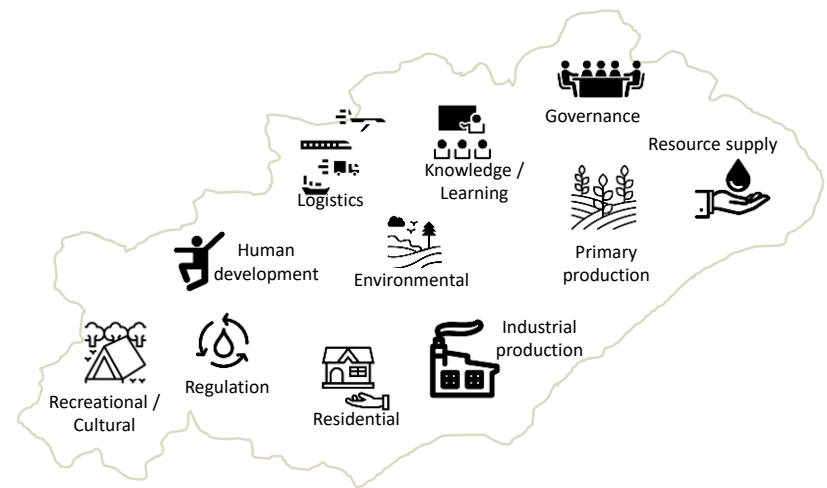 Governance
Resource supply
Knowledge /
Learning
Logistics
Human
development
Environmental
Primary
production
Industrial
production
Regulation
Recreational /
Cultural
Residential